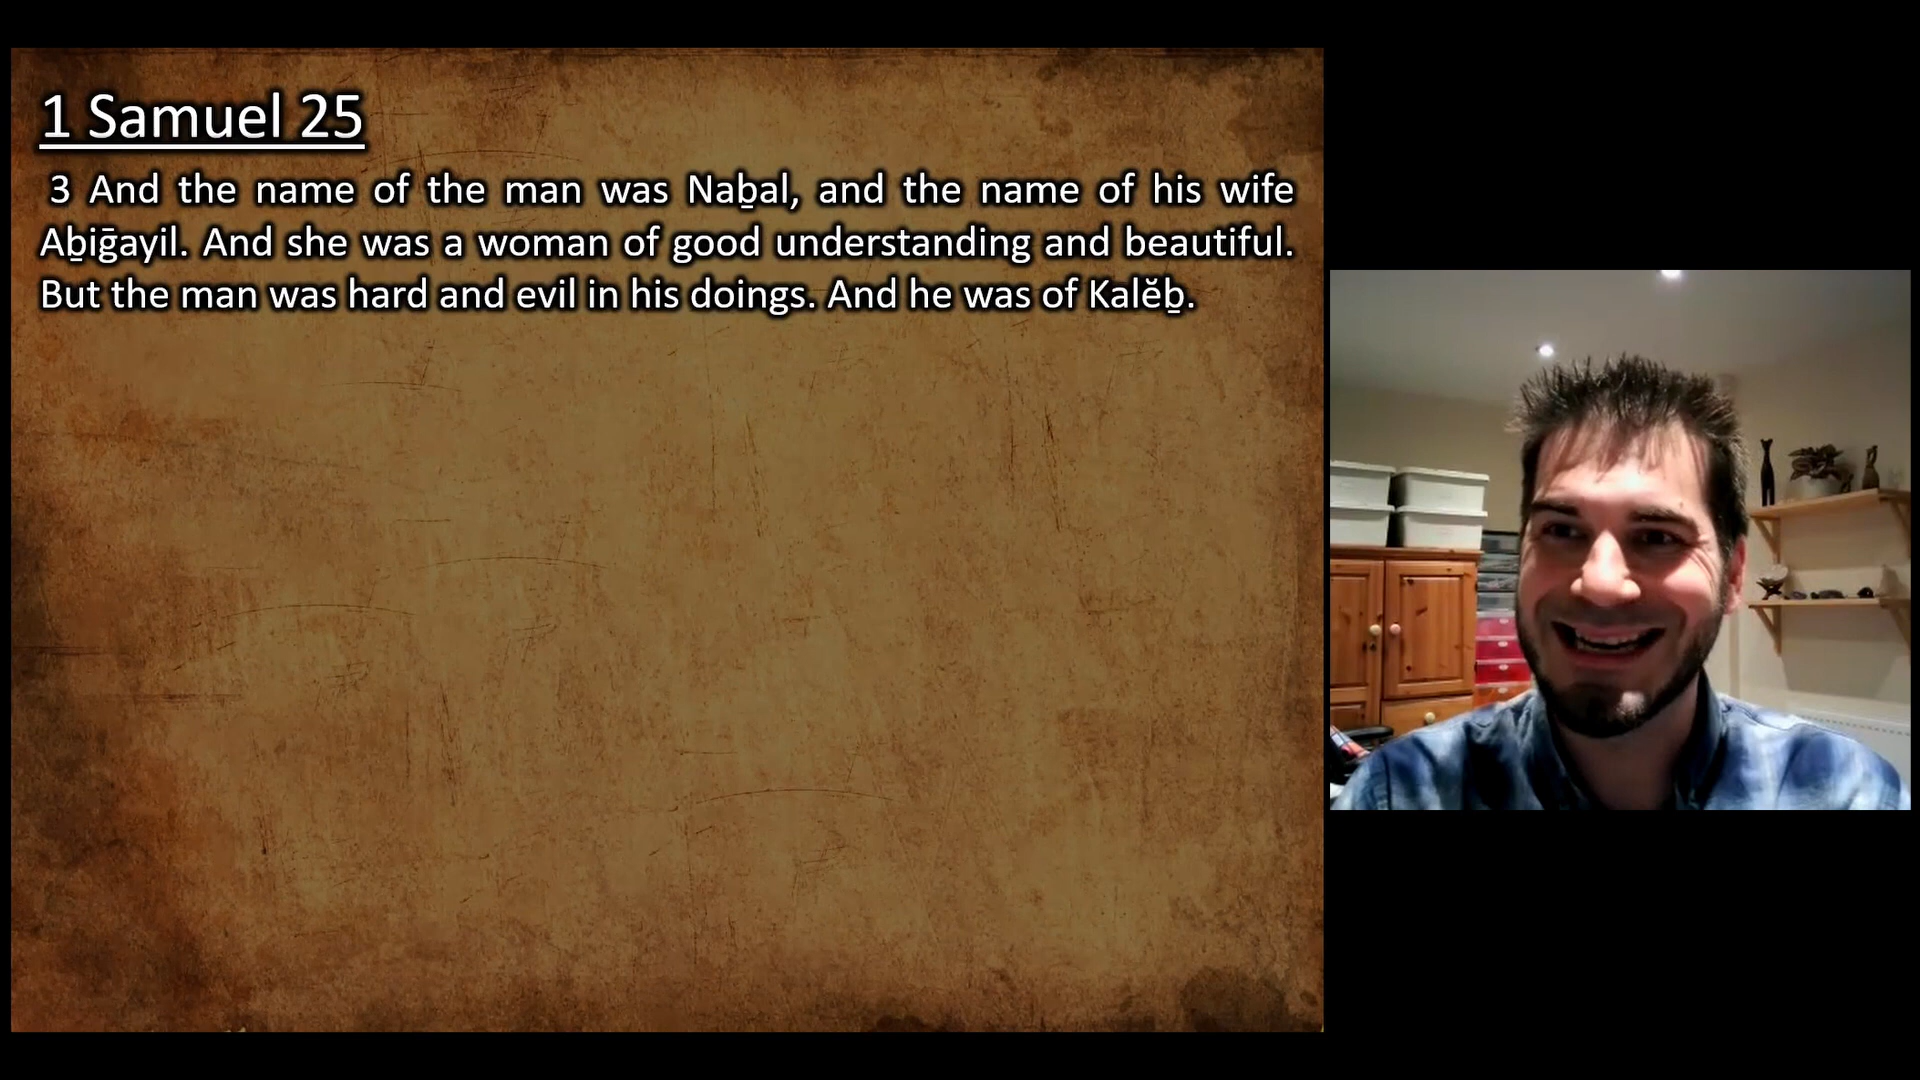 1 Samuel 25
3 And the name of the man was Naḇal, and the name of his wife
Aḇiḡayil. And she was a woman of good understanding and beautiful.
But the man was hard and evil in his doings. And he was of Kalĕḇ.